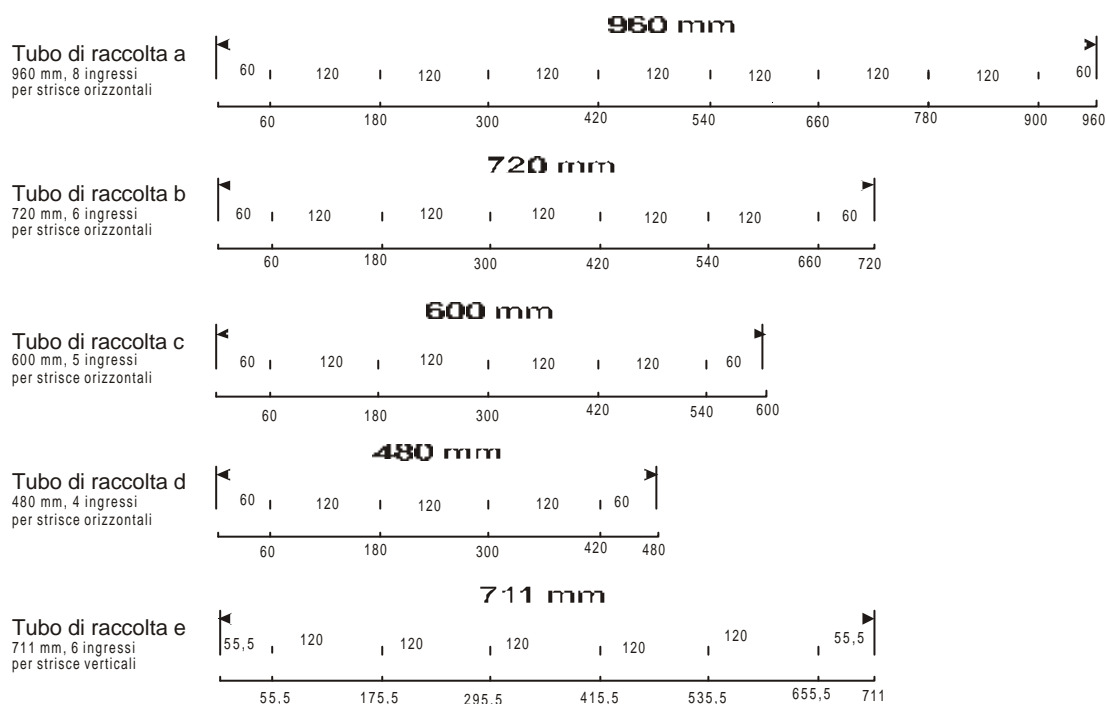 960 mm
Tubo di raccolta a
960 mm, 8 ingressi
per strisce orizzontali
60 120 120 120 120 120 120 120 60
60 180 300 420 540 660 780 900 960
720 mm
Tubo di raccolta b
720 mm, 6 ingressi
per strisce orizzontali
60 120 120 120 120 120 60
60 180 300 420 540 660 720
600 mm
Tubo di raccolta c
600 mm, 5 ingressi
per strisce orizzontali
60 120 120 120 120 60
60 180 300 420 540 600
480 mm
Tubo di raccolta d
480 mm, 4 ingressi
per strisce orizzontali
60 120 120 120 60
60 180 300 420 480
711 mm
Tubo di raccolta e
711 mm, 6 ingressi
per strisce verticali
55,5 120 120 120 120 120 55,5
55,5 175,5 295,5 415,5 535,5 655,5 711